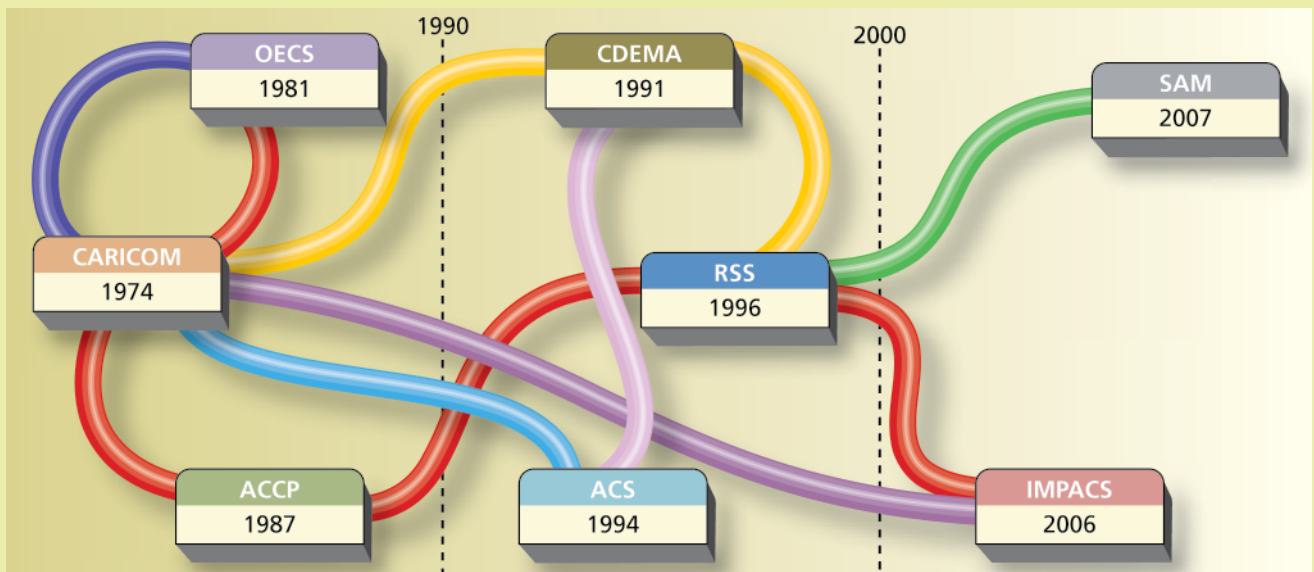 1990
2000
OECS
1981
CDEMA
1991
SAM
2007
CARICOM
1974
RSS
1996
ACCP
1987
ACS
1994
IMPACS
2006